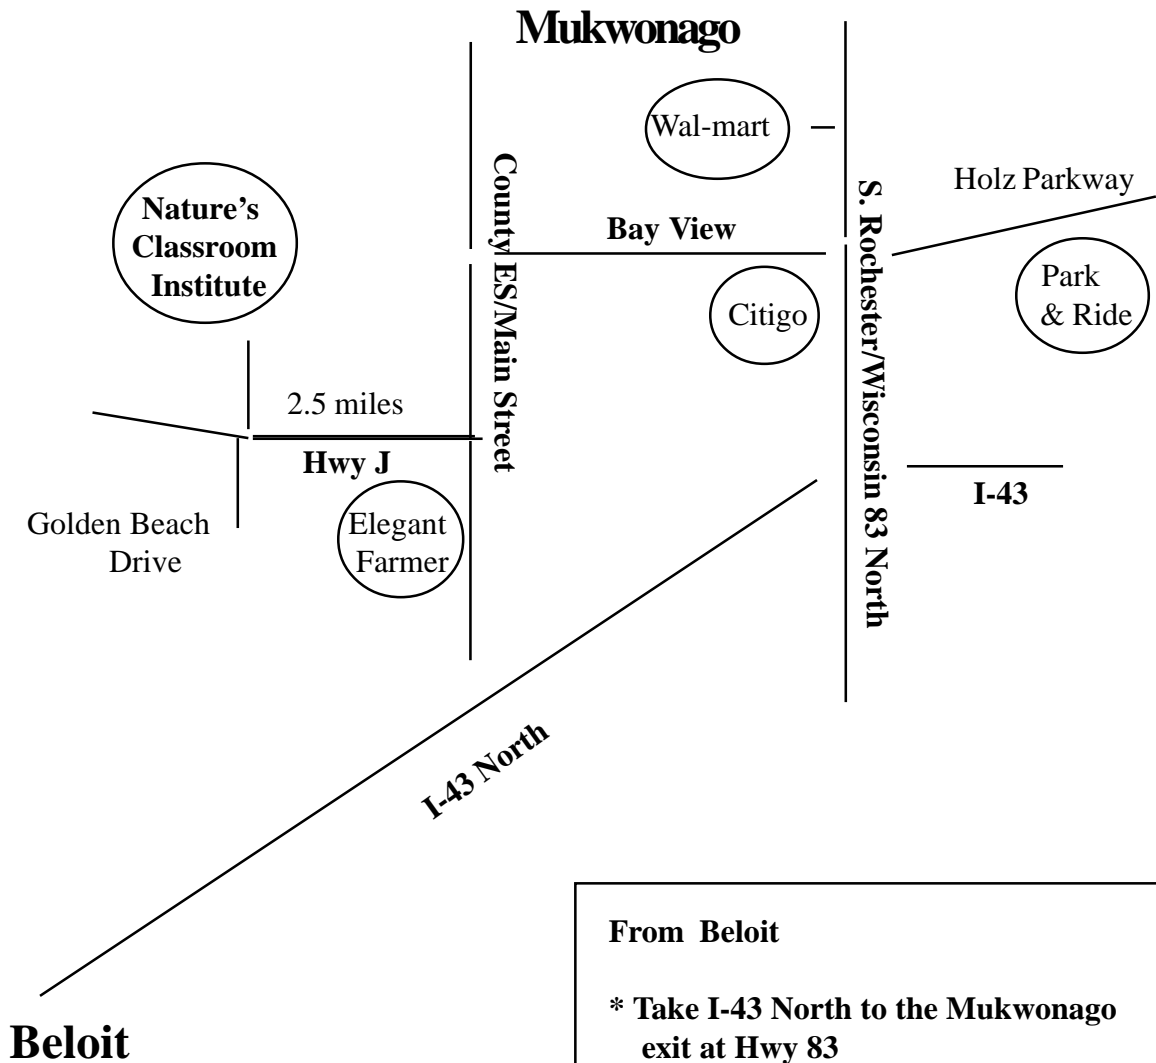 Mukwonago
Wal-mart
Holz Parkway
Nature's
Classroom
Institute
County ES/Main Street
Bay View
S. Rochester/Wisconsin 83 North
Park
& Ride
Citigo
2.5 miles
Hwy J
I-43
Golden Beach
Drive
Elegant
Farmer
I-43 North
From Beloit
* Take I-43 North to the Mukwonago
exit at Hwy 83
Beloit